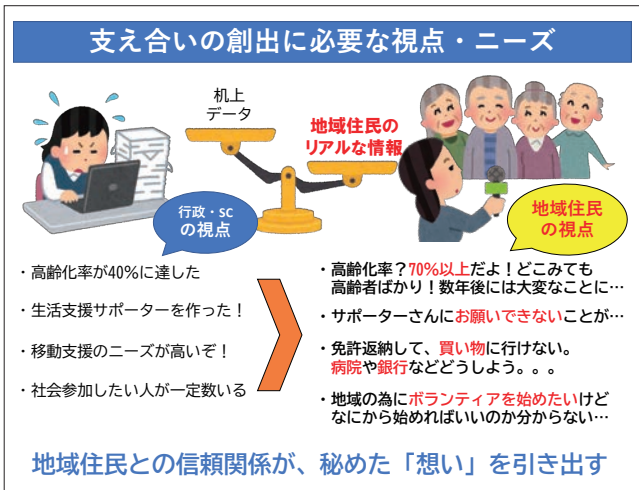 支え合いの創出に必要な視点・ニーズ
机上
データ
地域住民の
リアルな情報
行政・SC
の視点
地域住民
の視点
・高齢化率が40%に達した
・生活支援サポーターを作った！
・移動支援のニーズが高いぞ！
・社会参加したい人が一定数いる
・高齢化率？70%以上だよ！どこみても
高齢者ばかり！数年後には大変なことに…
・サポーターさんにお願いできないことが…
・免許返納して、買い物に行けない。
病院や銀行などどうしよう。。。
・地域の為にボランティアを始めたいけど
なにから始めればいいのか分からない…
地域住民との信頼関係が、秘めた「想い」を引き出す